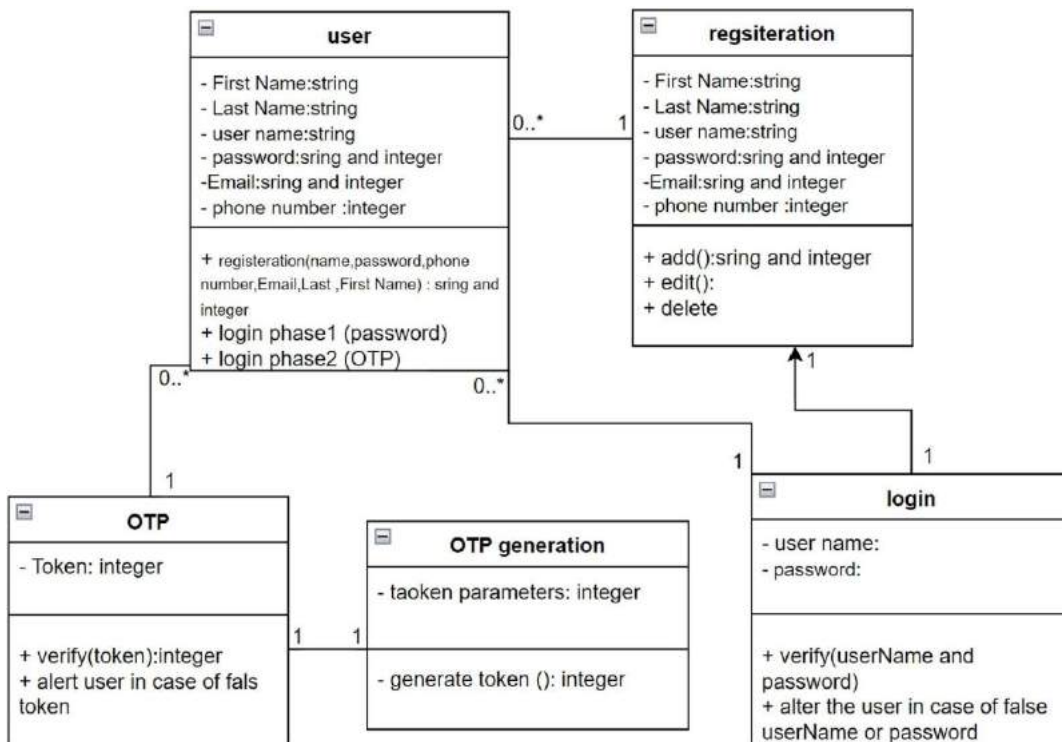 user
- First Name:string
- Last Name:string
- user name:string
- password:sring and integer
-Email:sring and integer
- phone number :integer
+ registeration(name,password,phone
number,Email,Last ,First Name) : sring and
integer
+ login phase1 (password)
+ login phase2 (OTP)
0..*
1
regsiteration
- First Name:string
- Last Name:string
- user name:string
- password:sring and integer
-Email:sring and integer
- phone number :integer
+ add():sring and integer
+ edit():
+ delete
0..*
0..*
1
1
1
1
OTP
- Token: integer
+ verify(token):integer
+ alert user in case of fals
token
1
1
OTP generation
- taoken parameters: integer
- generate token (): integer
login
- user name:
- password:
+ verify(userName and
password)
+ alter the user in case of false
userName or password